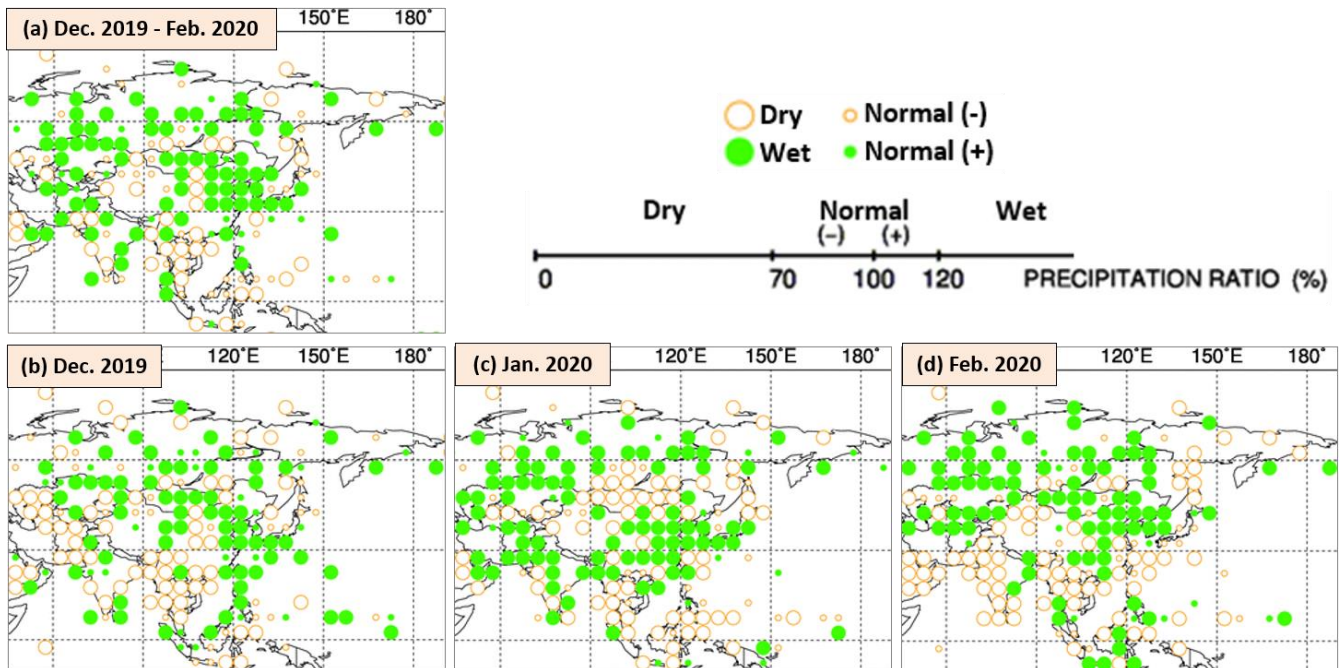 (a) Dec. 2019 - Feb. 2020
150˚E 180˚
Dry Normal (-)
Wet Normal (+)
Dry Normal Wet
(−) (+)
0 70 100 120 PRECIPITATION RATIO (%)
(b) Dec. 2019
120˚E 150˚E 180˚
(c) Jan. 2020
120˚E 150˚E 180˚
(d) Feb. 2020
120˚E 150˚E 180˚